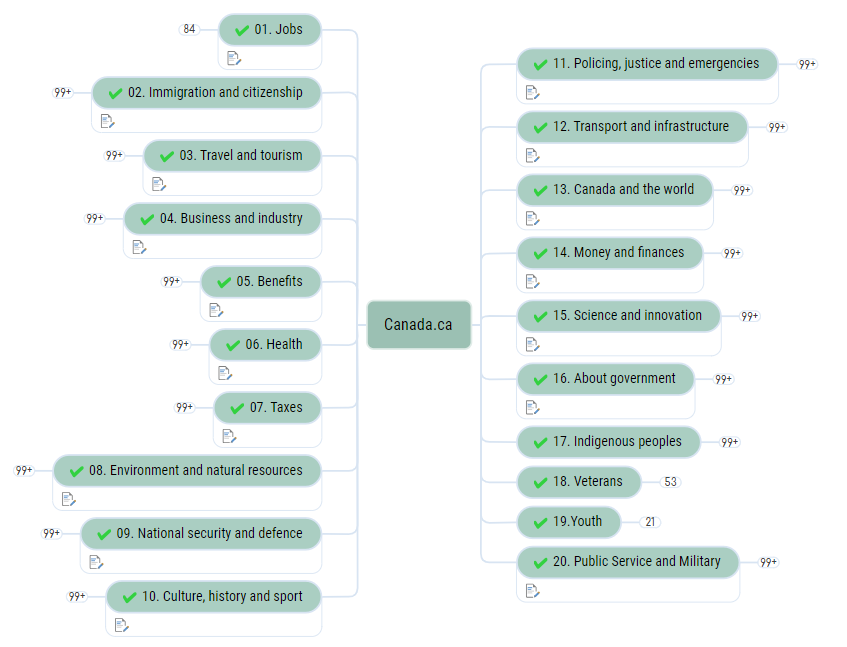 84
01. Jobs
99+
02. Immigration and citizenship
99+
03. Travel and tourism
99+
04. Business and industry
99+
05. Benefits
99+
06. Health
99+
07. Taxes
99+
08. Environment and natural resources
99+
09. National security and defence
99+
10. Culture, history and sport
Canada.ca
11. Policing, justice and emergencies
99+
12. Transport and infrastructure
99+
13. Canada and the world
99+
14. Money and finances
99+
15. Science and innovation
99+
16. About government
99+
17. Indigenous peoples
99+
18. Veterans
53
19.Youth
21
20. Public Service and Military
99+